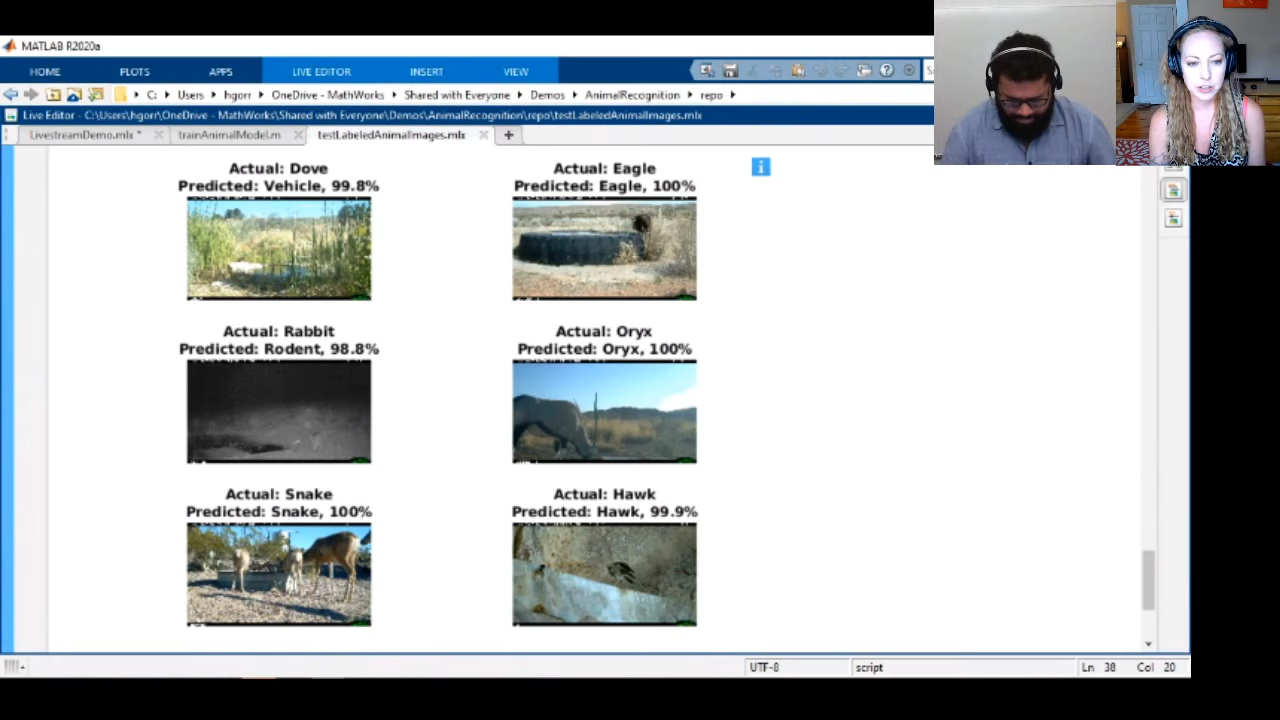 MATLAB R2020a
HOME PLOTS APPS LIVE EDITOR INSERT VIEW
C: Users hgorr OneDrive - MathWorks Shared with Everyone Demos AnimalRecognition repo
Live Editor - C:\Users\hgorr\OneDrive - MathWorks\Shared with Everyone\Demos\AnimalRecognition\repo\testLabeledAnimalImages.mlx
LivestreamDemo.mlx * trainAnimalModel.m testLabeledAnimalImages.mlx
Actual: Dove
Predicted: Vehicle, 99.8%
Actual: Eagle
Predicted: Eagle, 100%
Actual: Rabbit
Predicted: Rodent, 98.8%
Actual: Oryx
Predicted: Oryx, 100%
Actual: Snake
Predicted: Snake, 100%
Actual: Hawk
Predicted: Hawk, 99.9%
UTF-8 script Ln 38 Col 20